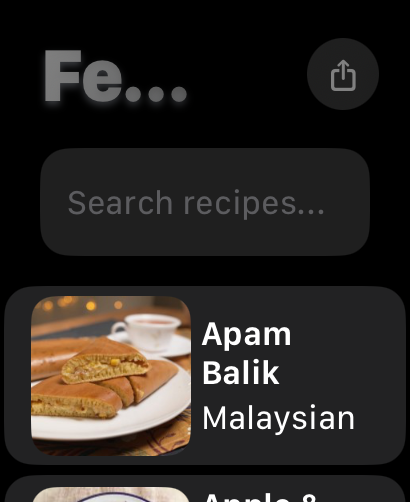 Fe...
Search recipes...
Apam
Balik
Malaysian
Apple &